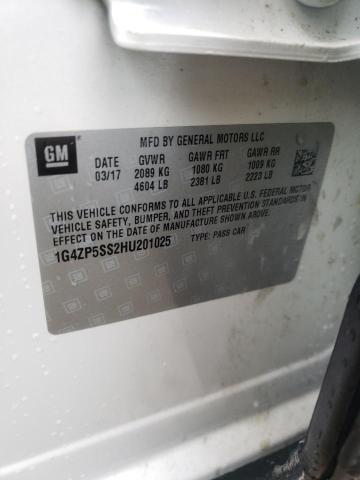 GM
MFD BY GENERAL MOTORS LLC
DATE GVWR GAWR FRT GAWR RR
03/17 2089 KG 1080 KG 1009 KG
4604 LB 2381 LB 2223 LB
THIS VEHICLE CONFORMS TO ALL APPLICABLE U.S. FEDERAL MOTOR
VEHICLE SAFETY, BUMPER, AND THEFT PREVENTION STANDARDS IN
EFFECT ON THE DATE OF MANUFACTURE SHOWN ABOVE.
1G4ZP5SS2HU201025 TYPE: PASS CAR